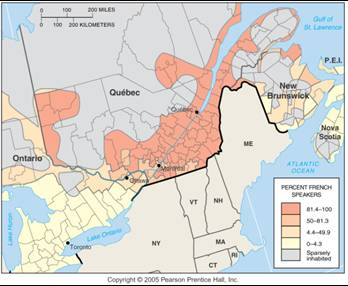 0 100 200 MILES
0 100 200 KILOMETERS
Gulf of
St. Lawrence
P.E.I.
Québec
New
Brunswick
Québec
Nova
Scotia
Ontario
Montréal
Ottawa
ME
ATLANTIC
OCEAN
VT
NH
PERCENT FRENCH
SPEAKERS
81.4–100
50–81.3
4.4–49.9
0–4.3
Sparsely
inhabited
Lake Huron
Lake Ontario
Toronto
NY
MA
CT
RI
Copyright © 2005 Pearson Prentice Hall, Inc.